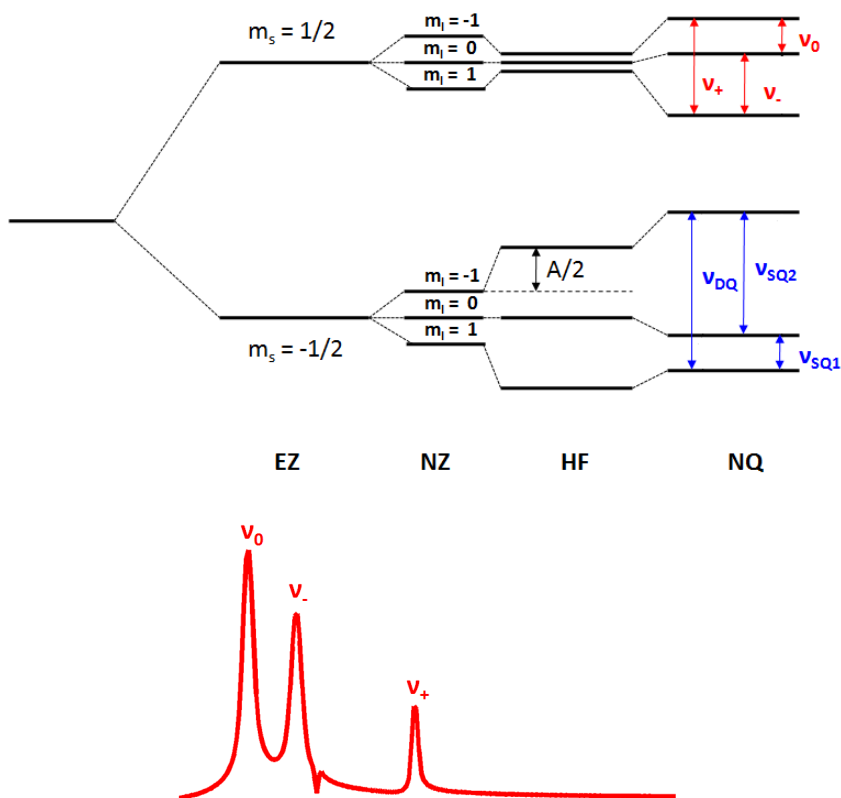 m_s = 1/2
m_I = -1
m_I = 0
m_I = 1
ν_0
ν_+
ν_-
m_I = -1
m_I = 0
m_I = 1
A/2
ν_DQ
ν_SQ2
ν_SQ1
m_s = -1/2
EZ NZ HF NQ
ν_0
ν_-
ν_+